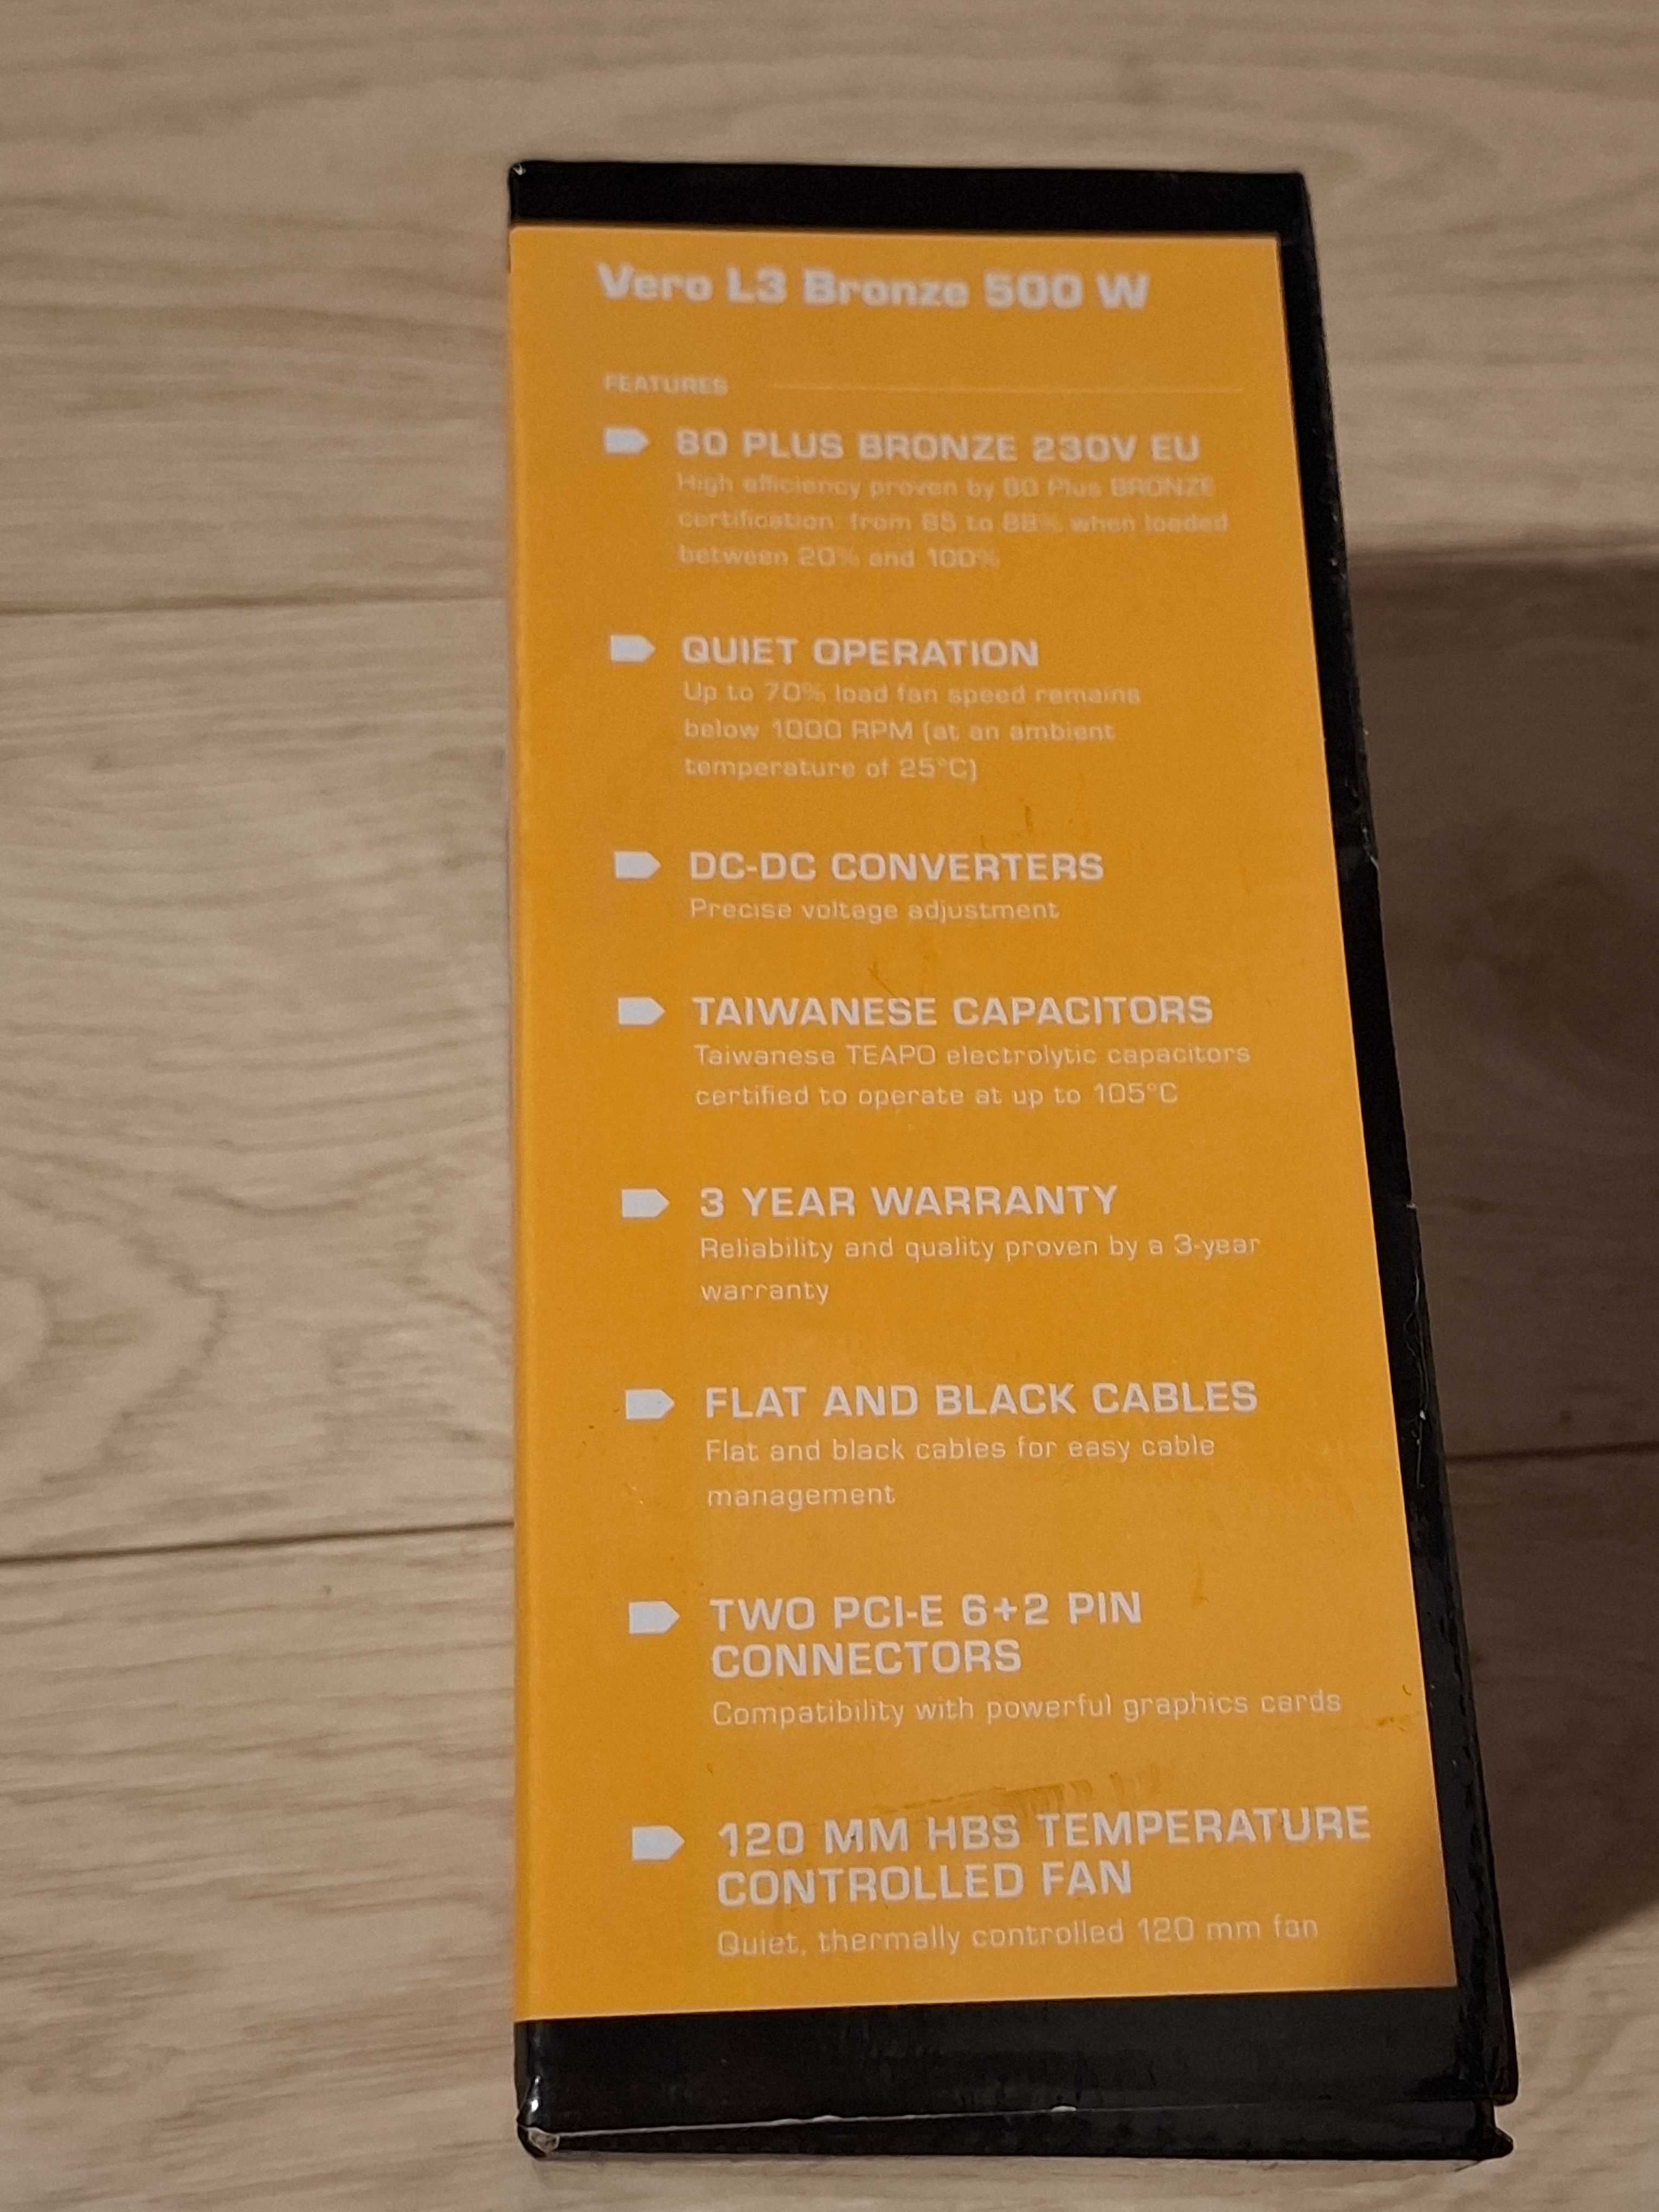 Vero L3 Bronze 500 W
FEATURES
80 PLUS BRONZE 230V EU
High efficiency proven by 80 Plus BRONZE
certification: from 85 to 88% when loaded
between 20% and 100%
QUIET OPERATION
Up to 70% load fan speed remains
below 1000 RPM (at an ambient
temperature of 25°C)
DC-DC CONVERTERS
Precise voltage adjustment
TAIWANESE CAPACITORS
Taiwanese TEAPO electrolytic capacitors
certified to operate at up to 105°C
3 YEAR WARRANTY
Reliability and quality proven by a 3-year
warranty
FLAT AND BLACK CABLES
Flat and black cables for easy cable
management
TWO PCI-E 6+2 PIN
CONNECTORS
Compatibility with powerful graphics cards
120 MM HBS TEMPERATURE
CONTROLLED FAN
Quiet, thermally controlled 120 mm fan